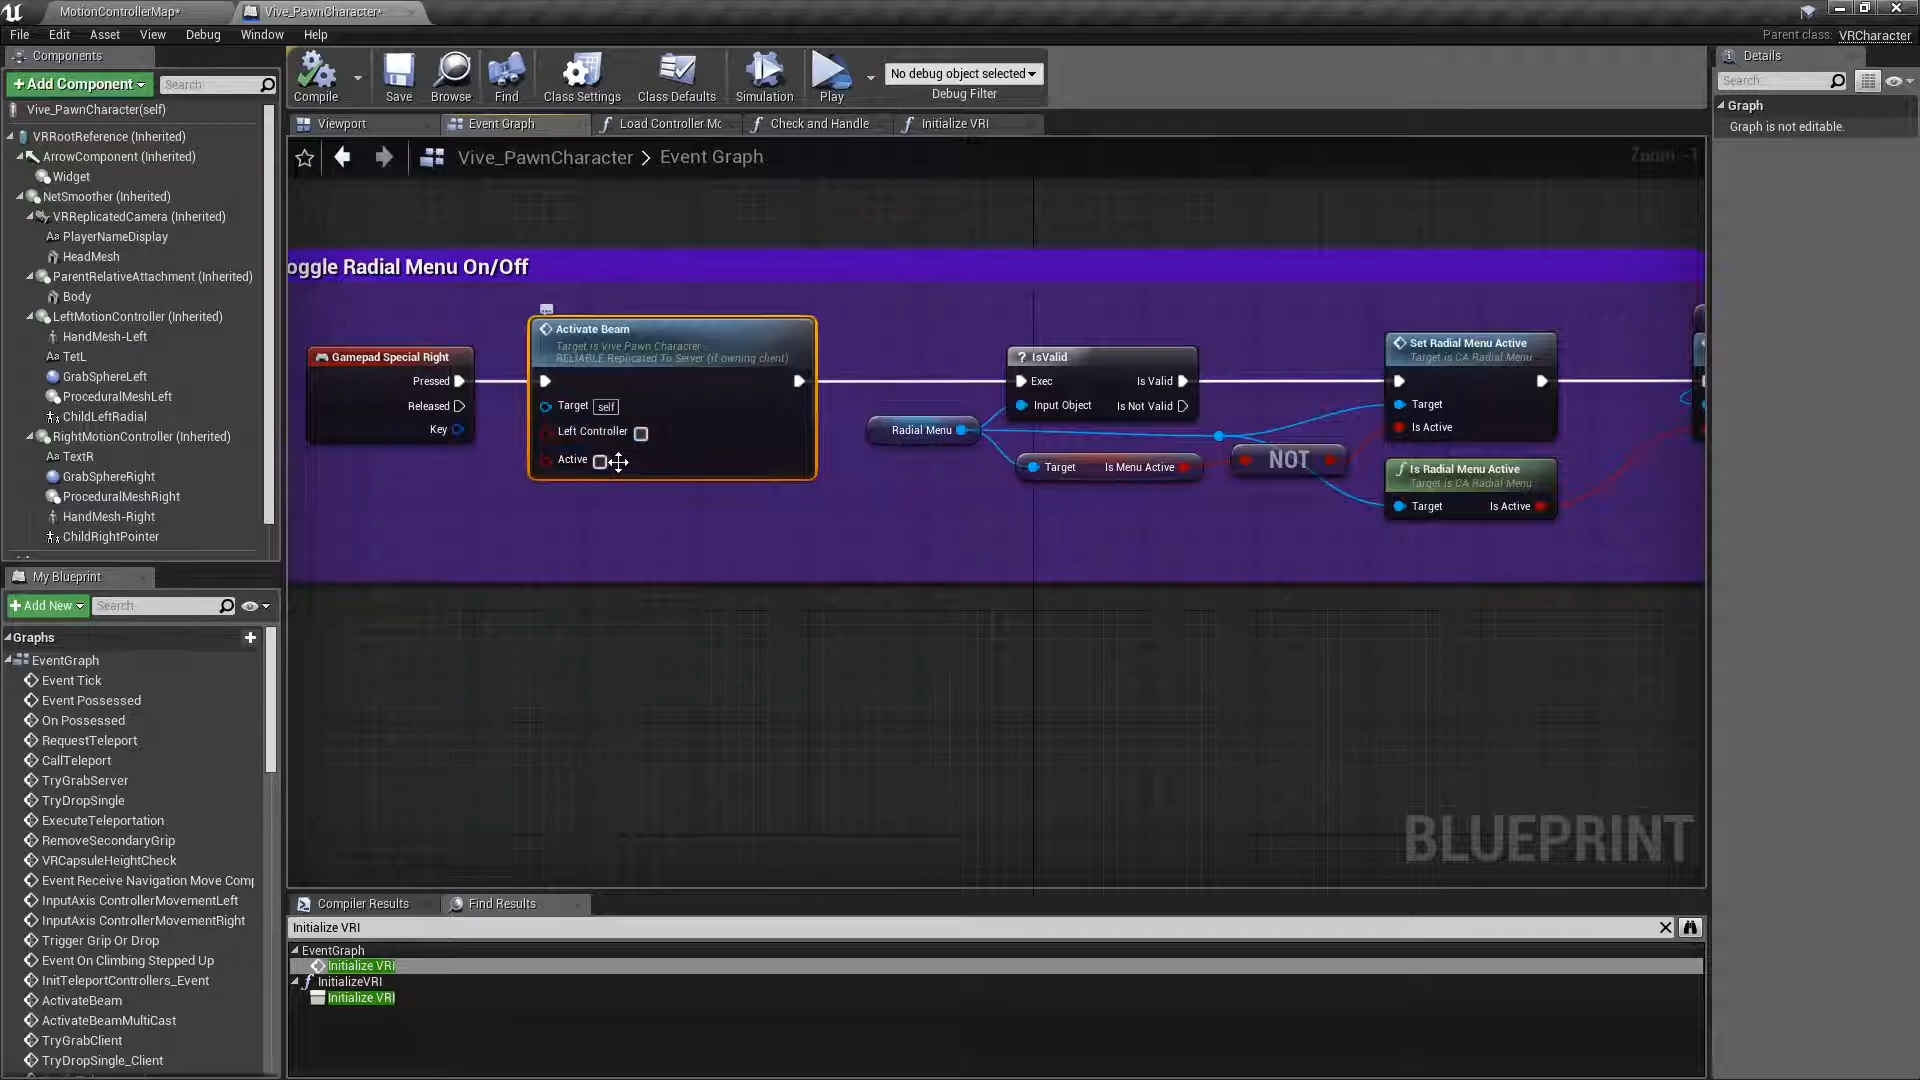 MotionControllerMap*
Vive_PawnCharacter*
File Edit Asset View Debug Window Help
Parent class: VRCharacter
Components
+Add Component
Search
Vive_PawnCharacter(self)
VRRootReference (Inherited)
ArrowComponent (Inherited)
Widget
NetSmoother (Inherited)
VRReplicatedCamera (Inherited)
Aa PlayerNameDisplay
HeadMesh
ParentRelativeAttachment (Inherited)
Body
LeftMotionController (Inherited)
HandMesh-Left
Aa TetL
GrabSphereLeft
ProceduralMeshLeft
ChildLeftRadial
RightMotionController (Inherited)
Aa TextR
GrabSphereRight
ProceduralMeshRight
HandMesh-Right
ChildRightPointer
My Blueprint
+Add New
Search
Graphs
EventGraph
Event Tick
Event Possessed
On Possessed
RequestTeleport
CallTeleport
TryGrabServer
TryDropSingle
ExecuteTeleportation
RemoveSecondaryGrip
VRCapsuleHeightCheck
Event Receive Navigation Move Comp
InputAxis ControllerMovementLeft
InputAxis ControllerMovementRight
Trigger Grip Or Drop
Event On Climbing Stepped Up
InitTeleportControllers_Event
ActivateBeam
ActivateBeamMultiCast
TryGrabClient
TryDropSingle_Client
Compile
Save
Browse
Find
Class Settings
Class Defaults
Simulation
Play
No debug object selected
Debug Filter
Viewport
Event Graph
f Load Controller Mc
f Check and Handle
f Initialize VRI
Vive_PawnCharacter > Event Graph
Zoom -1
oggle Radial Menu On/Off
Gamepad Special Right
Pressed
Released
Key
Activate Beam
Target is Vive Pawn Character
RELIABLE Replicated To Server (if owning client)
Target self
Left Controller
Active
Radial Menu
? IsValid
Exec Is Valid
Input Object Is Not Valid
Target Is Menu Active
NOT
Set Radial Menu Active
Target is CA Radial Menu
Target
Is Active
f Is Radial Menu Active
Target is CA Radial Menu
Target Is Active
BLUEPRINT
Compiler Results
Find Results
Initialize VRI
EventGraph
Initialize VRI
f InitializeVRI
Initialize VRI
Details
Search
Graph
Graph is not editable.